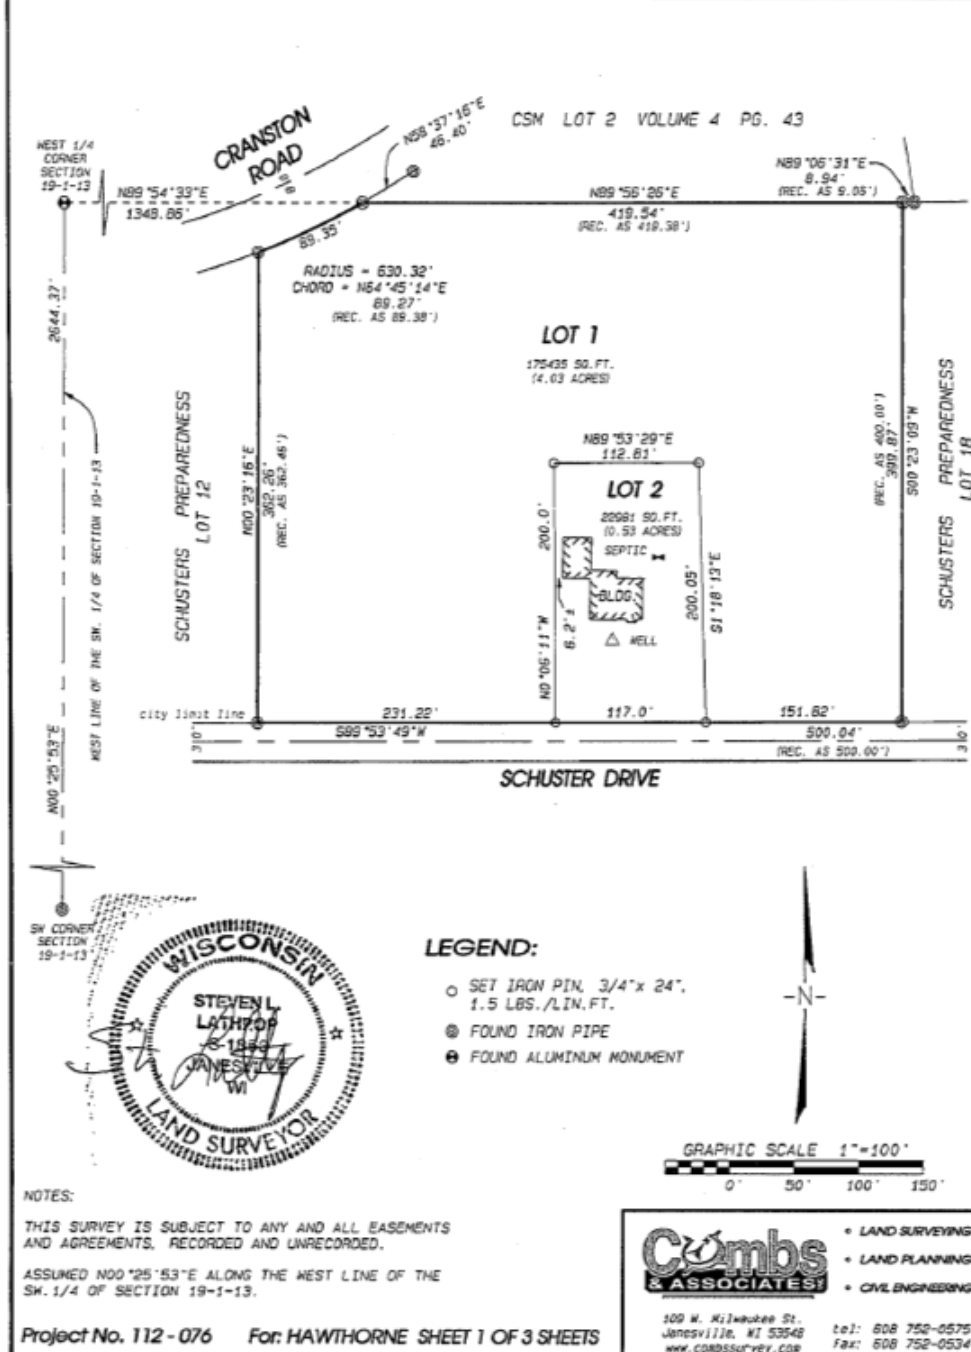 CSM LOT 2 VOLUME 4 PG. 43
CRANSTON
ROAD
N58°37'16"E
46.40'
WEST 1/4
CORNER
SECTION
19-1-13
N89°54'33"E
1348.86'
N89°56'26"E
419.54'
(REC. AS 419.38')
N89°06'31"E
8.94'
(REC. AS 9.06')
89.35'
RADIUS = 630.32'
CHORD = N64°45'14"E
89.27'
(REC. AS 89.38')
2644.37'
LOT 1
175435 SQ.FT.
(4.03 ACRES)
SCHUSTERS PREPAREDNESS
LOT 12
N00°23'16"E
362.26'
(REC. AS 362.46')
WEST LINE OF THE SW. 1/4 OF SECTION 19-1-13
N00°25'53"E
N89°53'29"E
112.61'
LOT 2
22981 SQ.FT.
(0.53 ACRES)
SEPTIC
BLDG.
WELL
6.2'±
200.0'
N0°06'11"W.
200.05'
S1°18'13"E
(REC. AS 400.00')
399.87'
S00°23'09"W
SCHUSTERS PREPAREDNESS
LOT 18
city limit line
231.22'
S89°53'49"W
117.0'
151.82'
500.04'
(REC. AS 500.00')
30'
30'
SCHUSTER DRIVE
SW CORNER
SECTION
19-1-13
WISCONSIN
STEVEN L.
LATHROP
JANESVILLE
WI
LAND SURVEYOR
LEGEND:
SET IRON PIN, 3/4"x 24",
1.5 LBS./LIN.FT.
FOUND IRON PIPE
FOUND ALUMINUM MONUMENT
-N-
GRAPHIC SCALE 1"=100'
0' 50' 100' 150'
NOTES:
THIS SURVEY IS SUBJECT TO ANY AND ALL EASEMENTS
AND AGREEMENTS, RECORDED AND UNRECORDED.
ASSUMED N00°25'53"E ALONG THE WEST LINE OF THE
SW.1/4 OF SECTION 19-1-13.
Project No. 112 - 076 For: HAWTHORNE SHEET 1 OF 3 SHEETS
Combs
& ASSOCIATES
• LAND SURVEYING
• LAND PLANNING
• CIVIL ENGINEERING
109 W. Milwaukee St.
Janesville, WI 53548
www.combssurvey.com
tel: 608 752-0575
fax: 608 752-0534